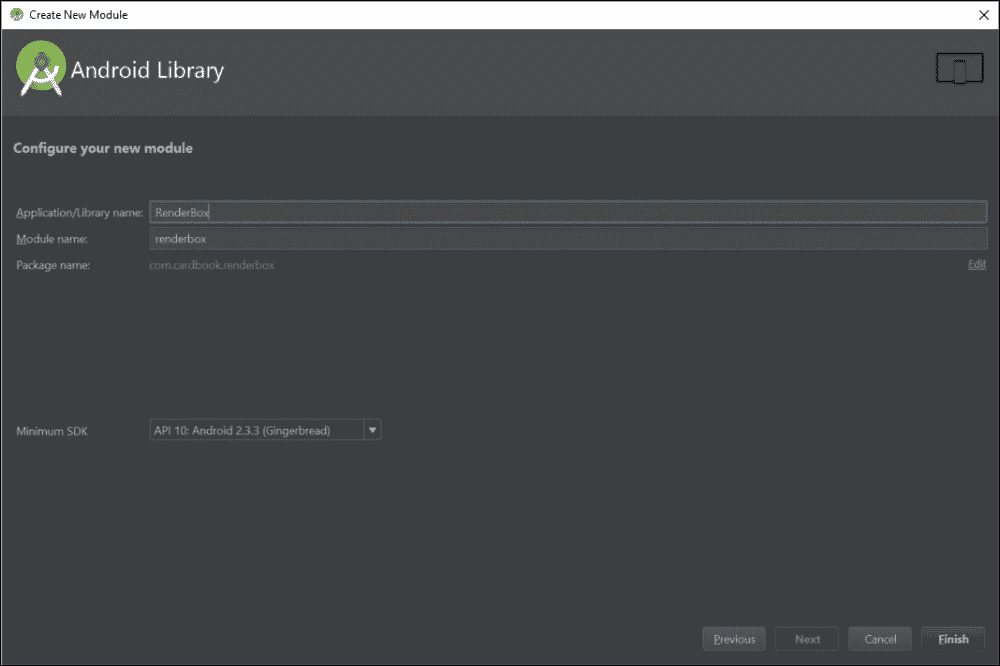 Create New Module
Android Library
Configure your new module
Application/Library name: RenderBox
Module name: renderbox
Package name: com.cardbook.renderbox Edit
Minimum SDK API 10: Android 2.3.3 (Gingerbread)
Previous Next Cancel Finish